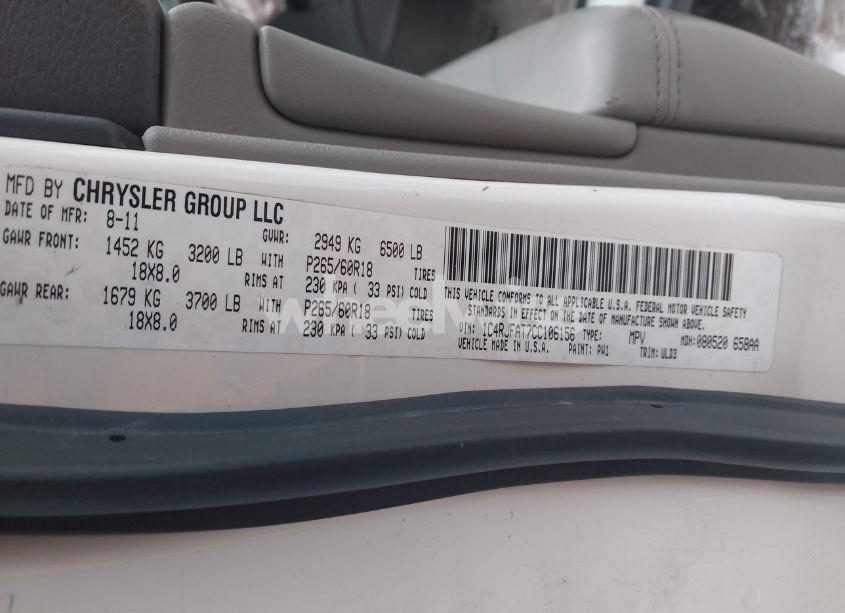 MFD BY CHRYSLER GROUP LLC
DATE OF MFR: 8-11 GVWR: 2949 KG 6500 LB
GAWR FRONT: 1452 KG 3200 LB WITH P265/60R18 TIRES
18X8.0 RIMS AT 230 KPA ( 33 PSI) COLD
GAWR REAR: 1679 KG 3700 LB WITH P265/60R18 TIRES
18X8.0 RIMS AT 230 KPA ( 33 PSI) COLD
THIS VEHICLE CONFORMS TO ALL APPLICABLE U.S.A. FEDERAL MOTOR VEHICLE SAFETY
STANDARDS IN EFFECT ON THE DATE OF MANUFACTURE SHOWN ABOVE.
VIN: 1C4RJFAT7CC106156 TYPE: MPV MDH: 080520 658AA
VEHICLE MADE IN U.S.A. PAINT: PW1 TRIM: ULD3